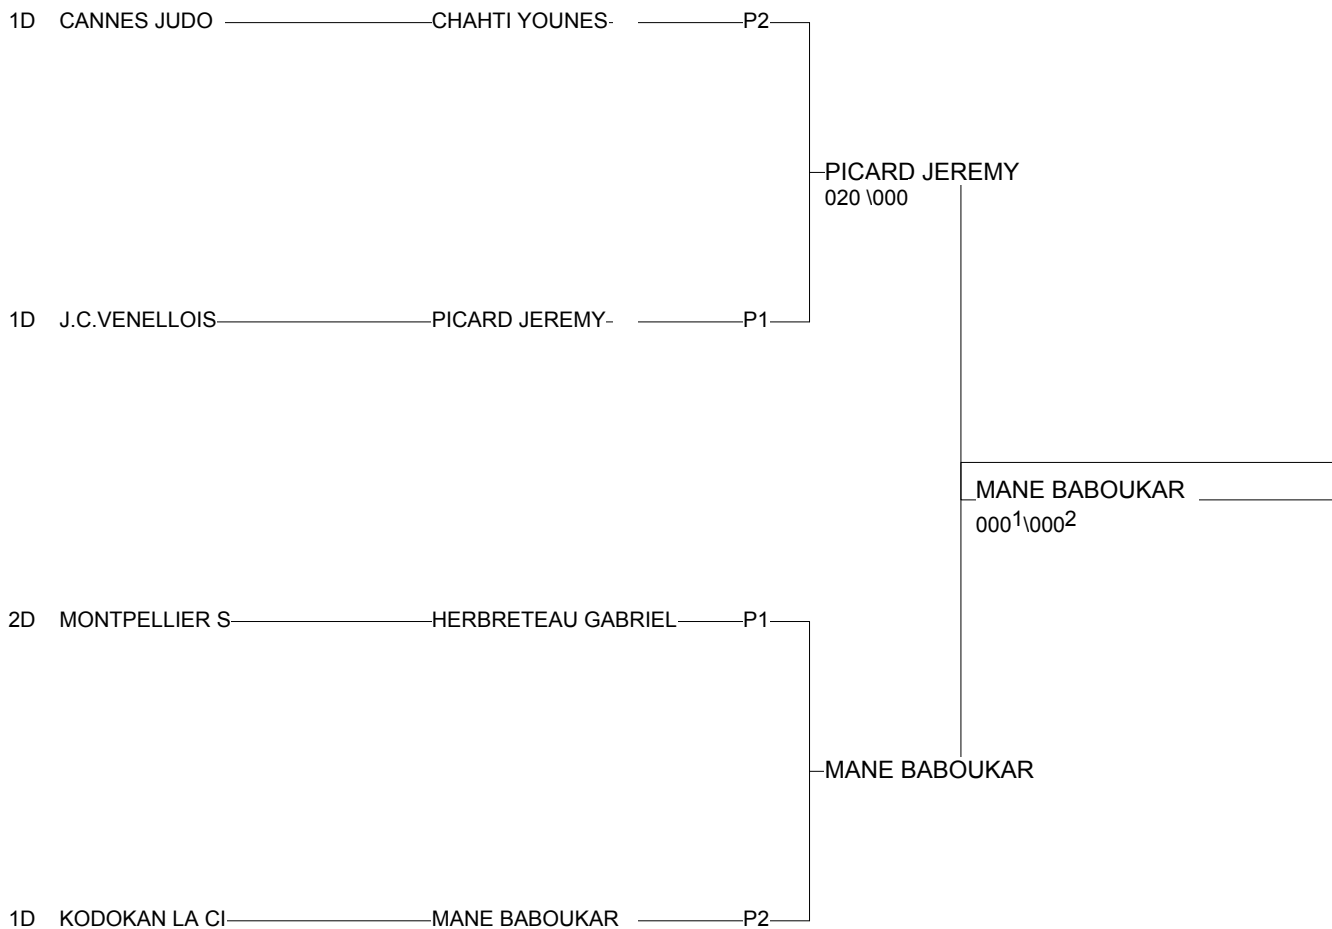 1D CANNES JUDO CHAHTI YOUNES P2
PICARD JEREMY
020 \000
1D J.C.VENELLOIS PICARD JEREMY P1
MANE BABOUKAR
000¹\000²
2D MONTPELLIER S HERBRETEAU GABRIEL P1
MANE BABOUKAR
1D KODOKAN LA CI MANE BABOUKAR P2